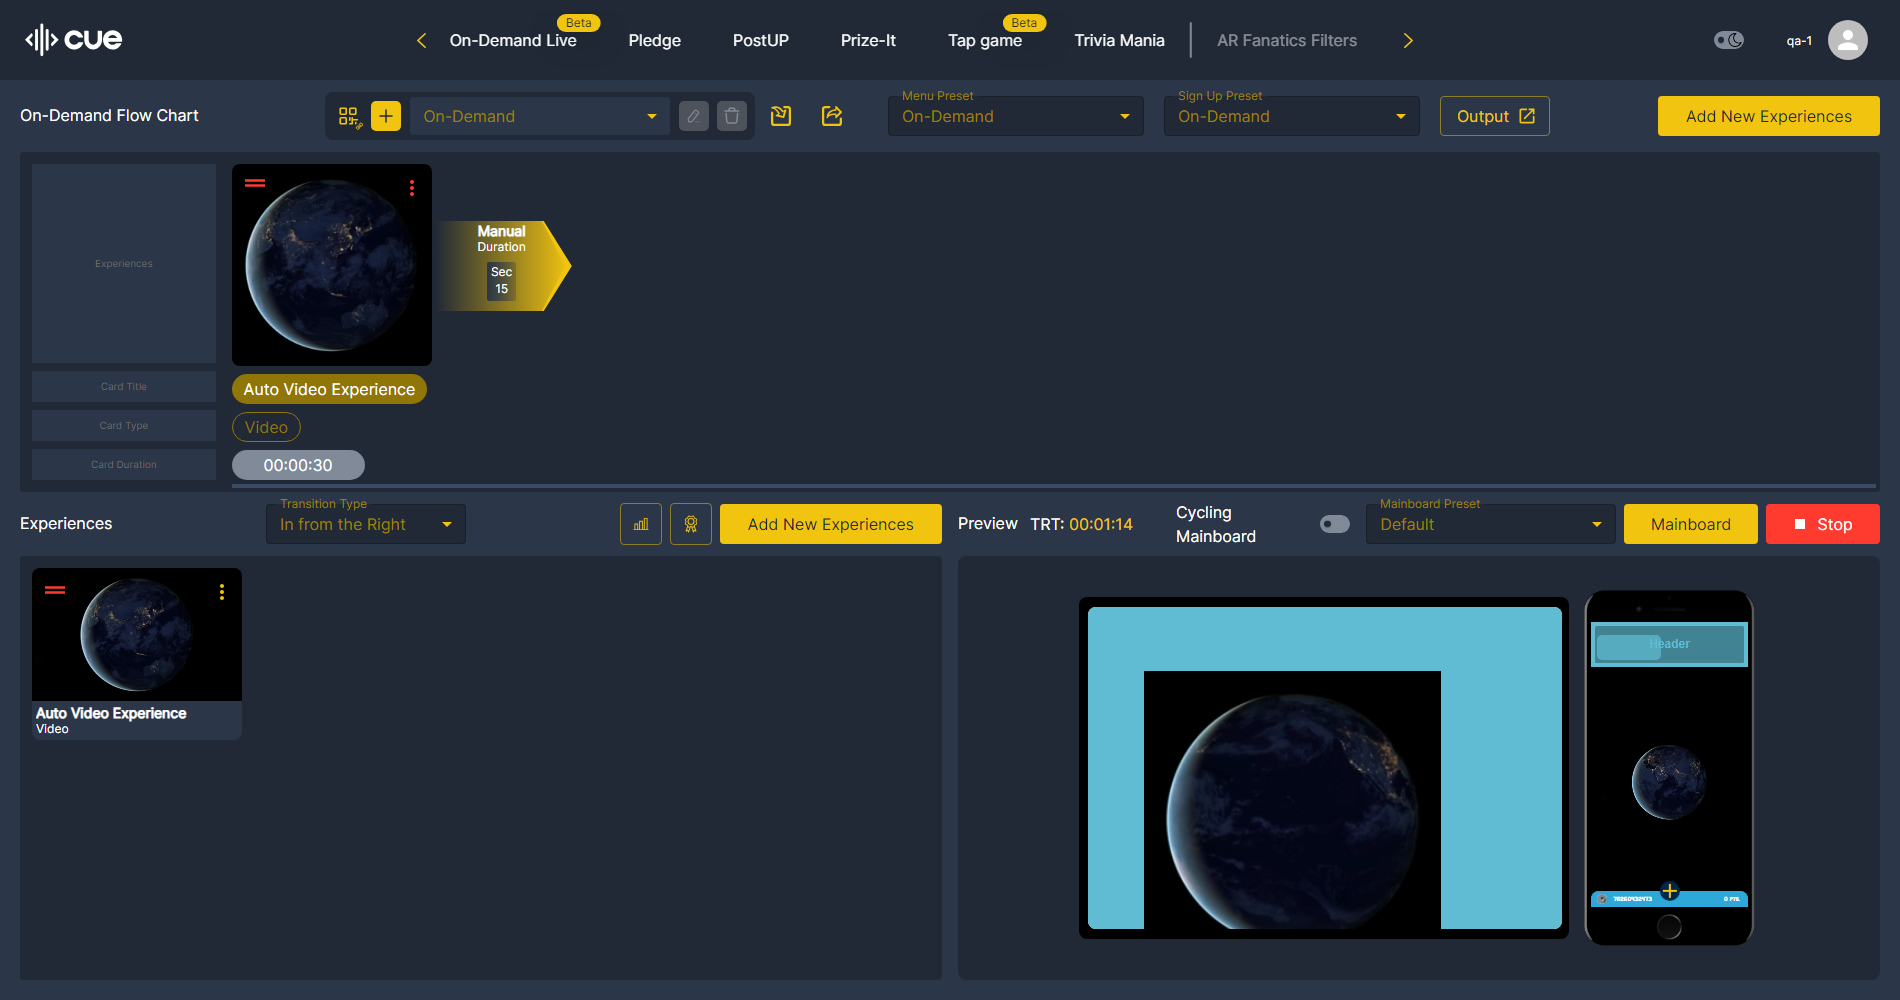 cue
Beta
On-Demand Live
Pledge
PostUP
Prize-It
Beta
Tap game
Trivia Mania
AR Fanatics Filters
qa-1
On-Demand Flow Chart
On-Demand
Menu Preset
On-Demand
Sign Up Preset
On-Demand
Output
Add New Experiences
Experiences
Card Title
Card Type
Card Duration
Manual
Duration
Sec
15
Auto Video Experience
Video
00:00:30
Experiences
Transition Type
In from the Right
Add New Experiences
Preview
TRT: 00:01:14
Cycling
Mainboard
Mainboard Preset
Default
Mainboard
Stop
Auto Video Experience
Video
Header
0 PTS.